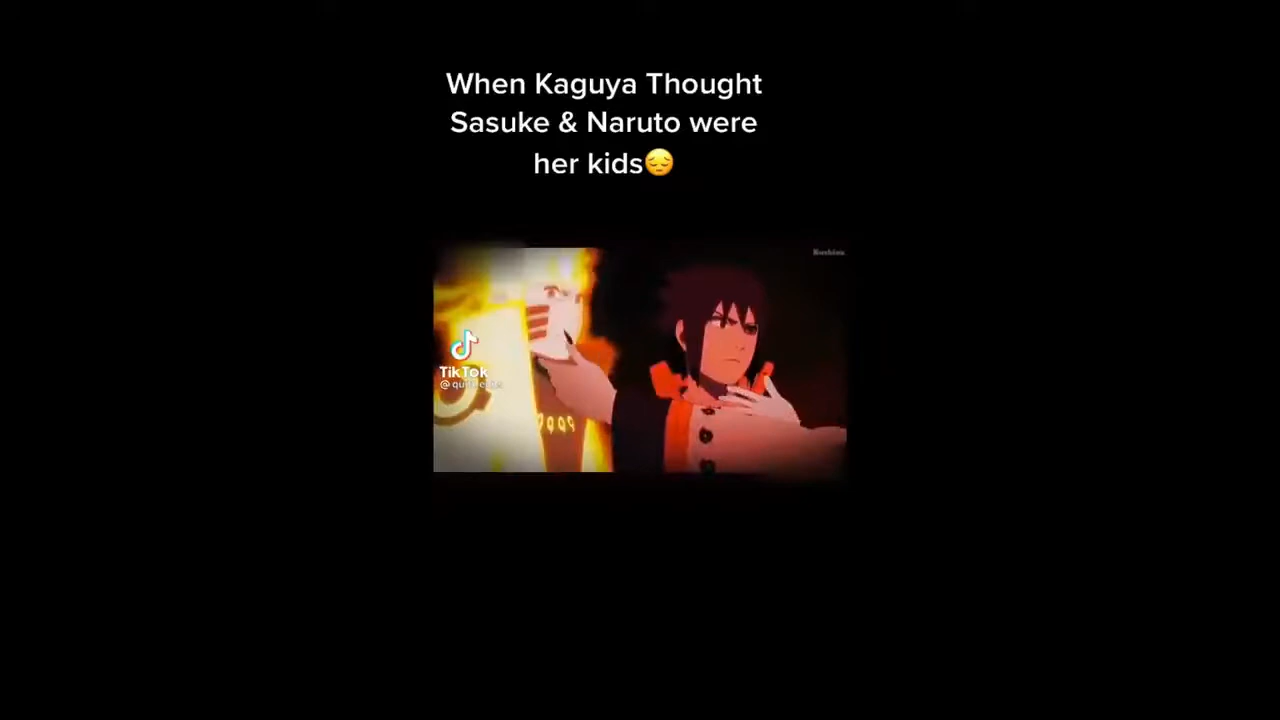 When Kaguya Thought
Sasuke & Naruto were
her kids😔
TikTok